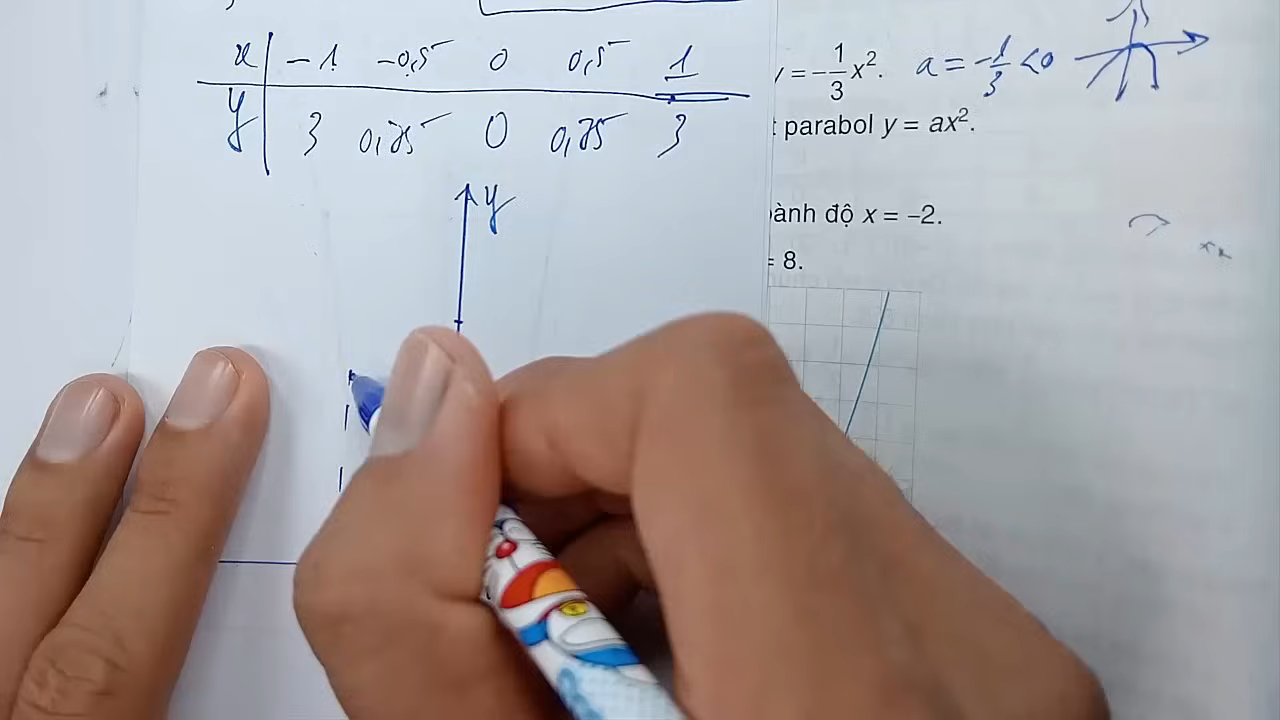 x -1 -0,5 0 0,5 1
y 3 0,75 0 0,75 3
y
y = -1/3 x². a = -1/3 < 0
parabol y = ax².
ành độ x = –2.
= 8.